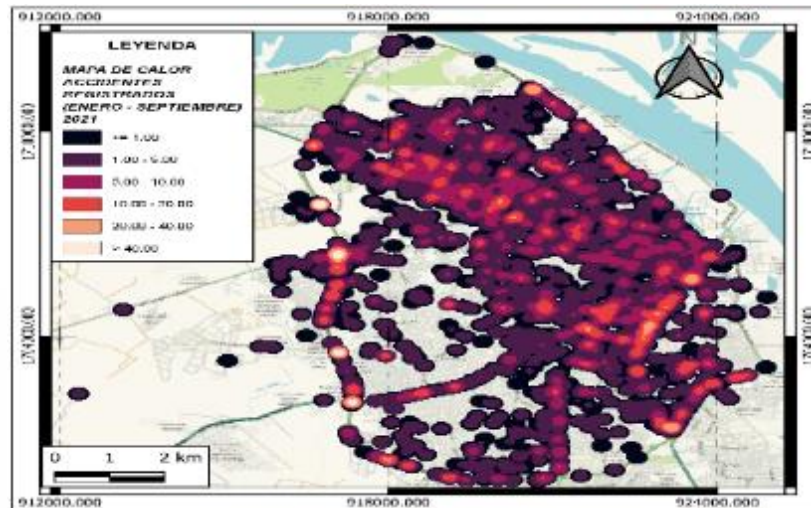 912000.000 918000.000 924000.000
N
LEYENDA
MAPA DE CALOR
ACCIDENTES
REGISTRADOS
(ENERO - SEPTIEMBRE)
2021
<= 1.00
1.00 - 5.00
5.00 - 10.00
10.00 - 20.00
20.00 - 40.00
> 40.00
0 1 2 km
912000.000 918000.000 924000.000